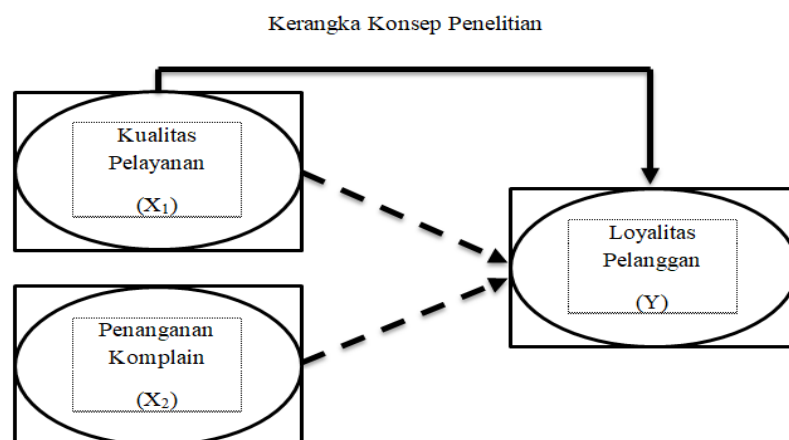 Kerangka Konsep Penelitian
Kualitas
Pelayanan
(X₁)
Loyalitas
Pelanggan
(Y)
Penanganan
Komplain
(X₂)